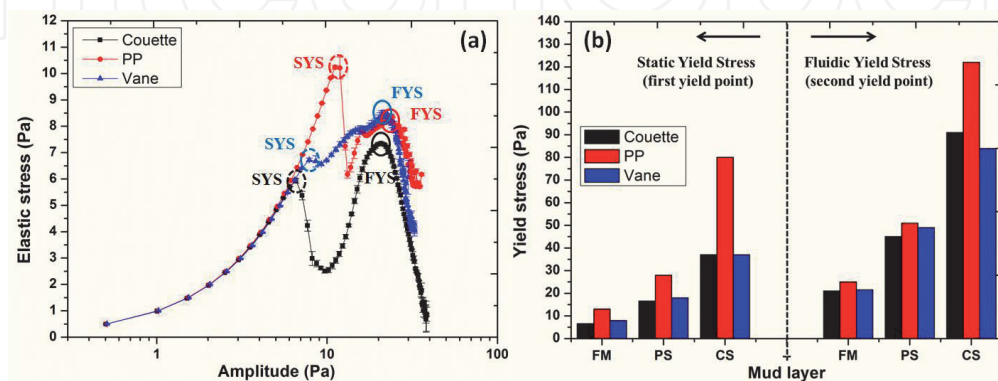 (a)
Couette
PP
Vane
SYS
SYS
SYS
FYS
FYS
FYS
Elastic stress (Pa)
0
1
2
3
4
5
6
7
8
9
10
11
12
1
10
100
Amplitude (Pa)
(b)
Static Yield Stress
(first yield point)
Fluidic Yield Stress
(second yield point)
Couette
PP
Vane
Yield stress (Pa)
0
10
20
30
40
50
60
70
80
90
100
110
120
130
140
FM
PS
CS
FM
PS
CS
Mud layer